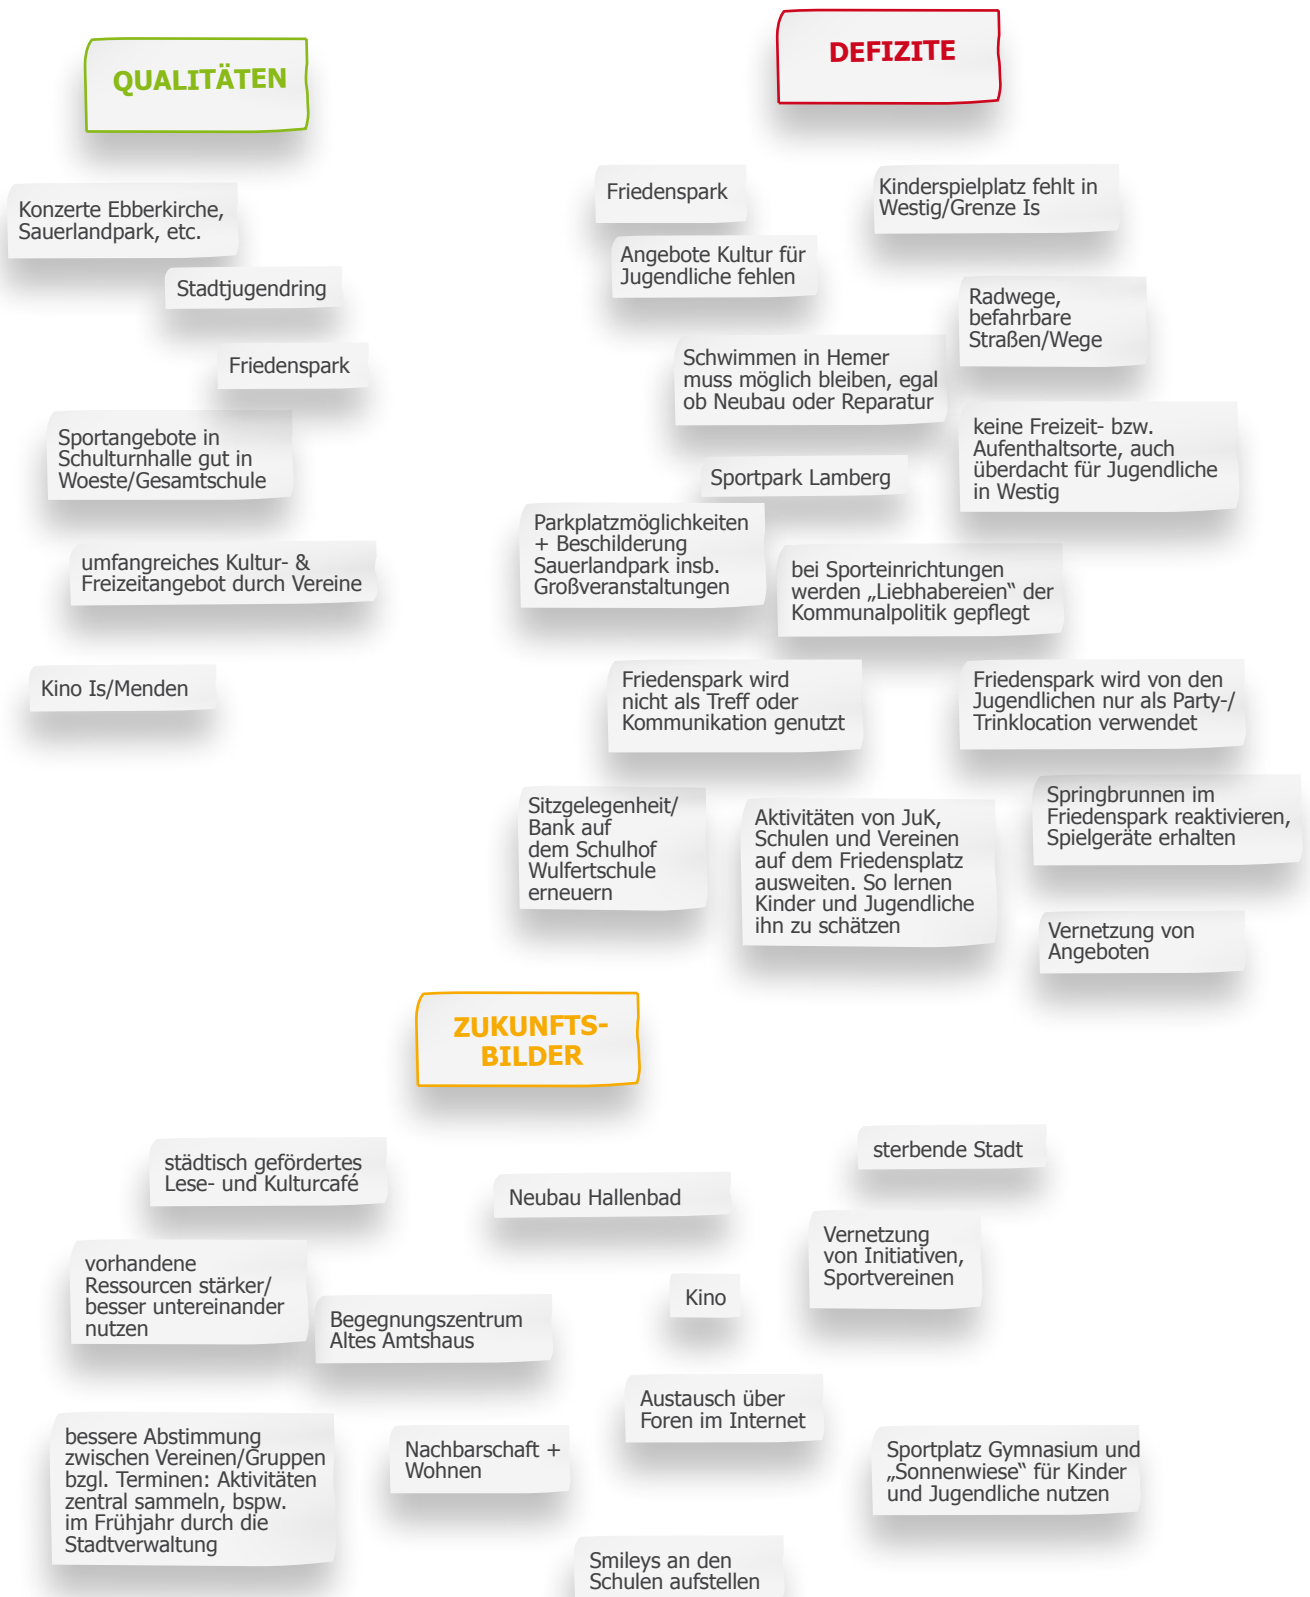 QUALITÄTEN
Konzerte Ebberkirche,
Sauerlandpark, etc.
Stadtjugendring
Friedenspark
Sportangebote in
Schulturnhalle gut in
Woeste/Gesamtschule
umfangreiches Kultur- &
Freizeitangebot durch Vereine
Kino Is/Menden
DEFIZITE
Friedenspark
Kinderspielplatz fehlt in
Westig/Grenze Is
Angebote Kultur für
Jugendliche fehlen
Radwege,
befahrbare
Straßen/Wege
Schwimmen in Hemer
muss möglich bleiben, egal
ob Neubau oder Reparatur
keine Freizeit- bzw.
Aufenthaltsorte, auch
überdacht für Jugendliche
in Westig
Sportpark Lamberg
Parkplatzmöglichkeiten
+ Beschilderung
Sauerlandpark insb.
Großveranstaltungen
bei Sporteinrichtungen
werden „Liebhabereien“ der
Kommunalpolitik gepflegt
Friedenspark wird
nicht als Treff oder
Kommunikation genutzt
Friedenspark wird von den
Jugendlichen nur als Party-/
Trinklocation verwendet
Sitzgelegenheit/
Bank auf
dem Schulhof
Wulfertschule
erneuern
Aktivitäten von JuK,
Schulen und Vereinen
auf dem Friedensplatz
ausweiten. So lernen
Kinder und Jugendliche
ihn zu schätzen
Springbrunnen im
Friedenspark reaktivieren,
Spielgeräte erhalten
Vernetzung von
Angeboten
ZUKUNFTS-
BILDER
städtisch gefördertes
Lese- und Kulturcafé
Neubau Hallenbad
sterbende Stadt
vorhandene
Ressourcen stärker/
besser untereinander
nutzen
Begegnungszentrum
Altes Amtshaus
Kino
Vernetzung
von Initiativen,
Sportvereinen
Austausch über
Foren im Internet
bessere Abstimmung
zwischen Vereinen/Gruppen
bzgl. Terminen: Aktivitäten
zentral sammeln, bspw.
im Frühjahr durch die
Stadtverwaltung
Nachbarschaft +
Wohnen
Sportplatz Gymnasium und
„Sonnenwiese“ für Kinder
und Jugendliche nutzen
Smileys an den
Schulen aufstellen